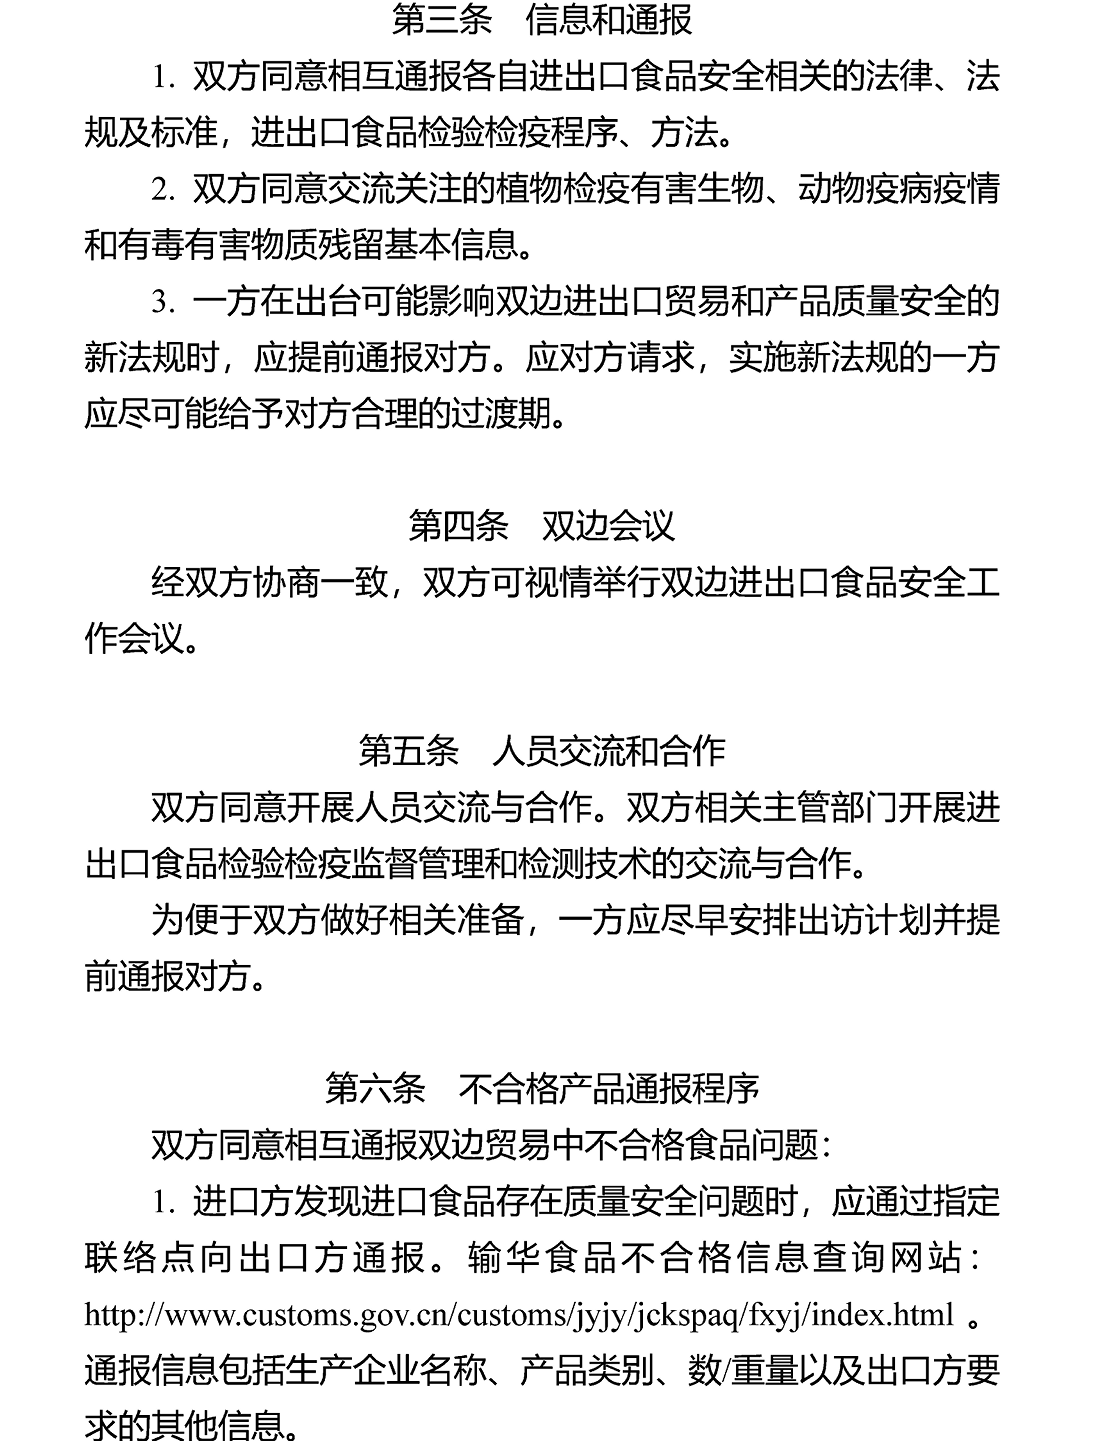 第三条　信息和通报
1. 双方同意相互通报各自进出口食品安全相关的法律、法
规及标准，进出口食品检验检疫程序、方法。
2. 双方同意交流关注的植物检疫有害生物、动物疫病疫情
和有毒有害物质残留基本信息。
3. 一方在出台可能影响双边进出口贸易和产品质量安全的
新法规时，应提前通报对方。应对方请求，实施新法规的一方
应尽可能给予对方合理的过渡期。
第四条　双边会议
经双方协商一致，双方可视情举行双边进出口食品安全工
作会议。
第五条　人员交流和合作
双方同意开展人员交流与合作。双方相关主管部门开展进
出口食品检验检疫监督管理和检测技术的交流与合作。
为便于双方做好相关准备，一方应尽早安排出访计划并提
前通报对方。
第六条　不合格产品通报程序
双方同意相互通报双边贸易中不合格食品问题：
1. 进口方发现进口食品存在质量安全问题时，应通过指定
联络点向出口方通报。输华食品不合格信息查询网站：
http://www.customs.gov.cn/customs/jyjy/jckspaq/fxyj/index.html 。
通报信息包括生产企业名称、产品类别、数/重量以及出口方要
求的其他信息。